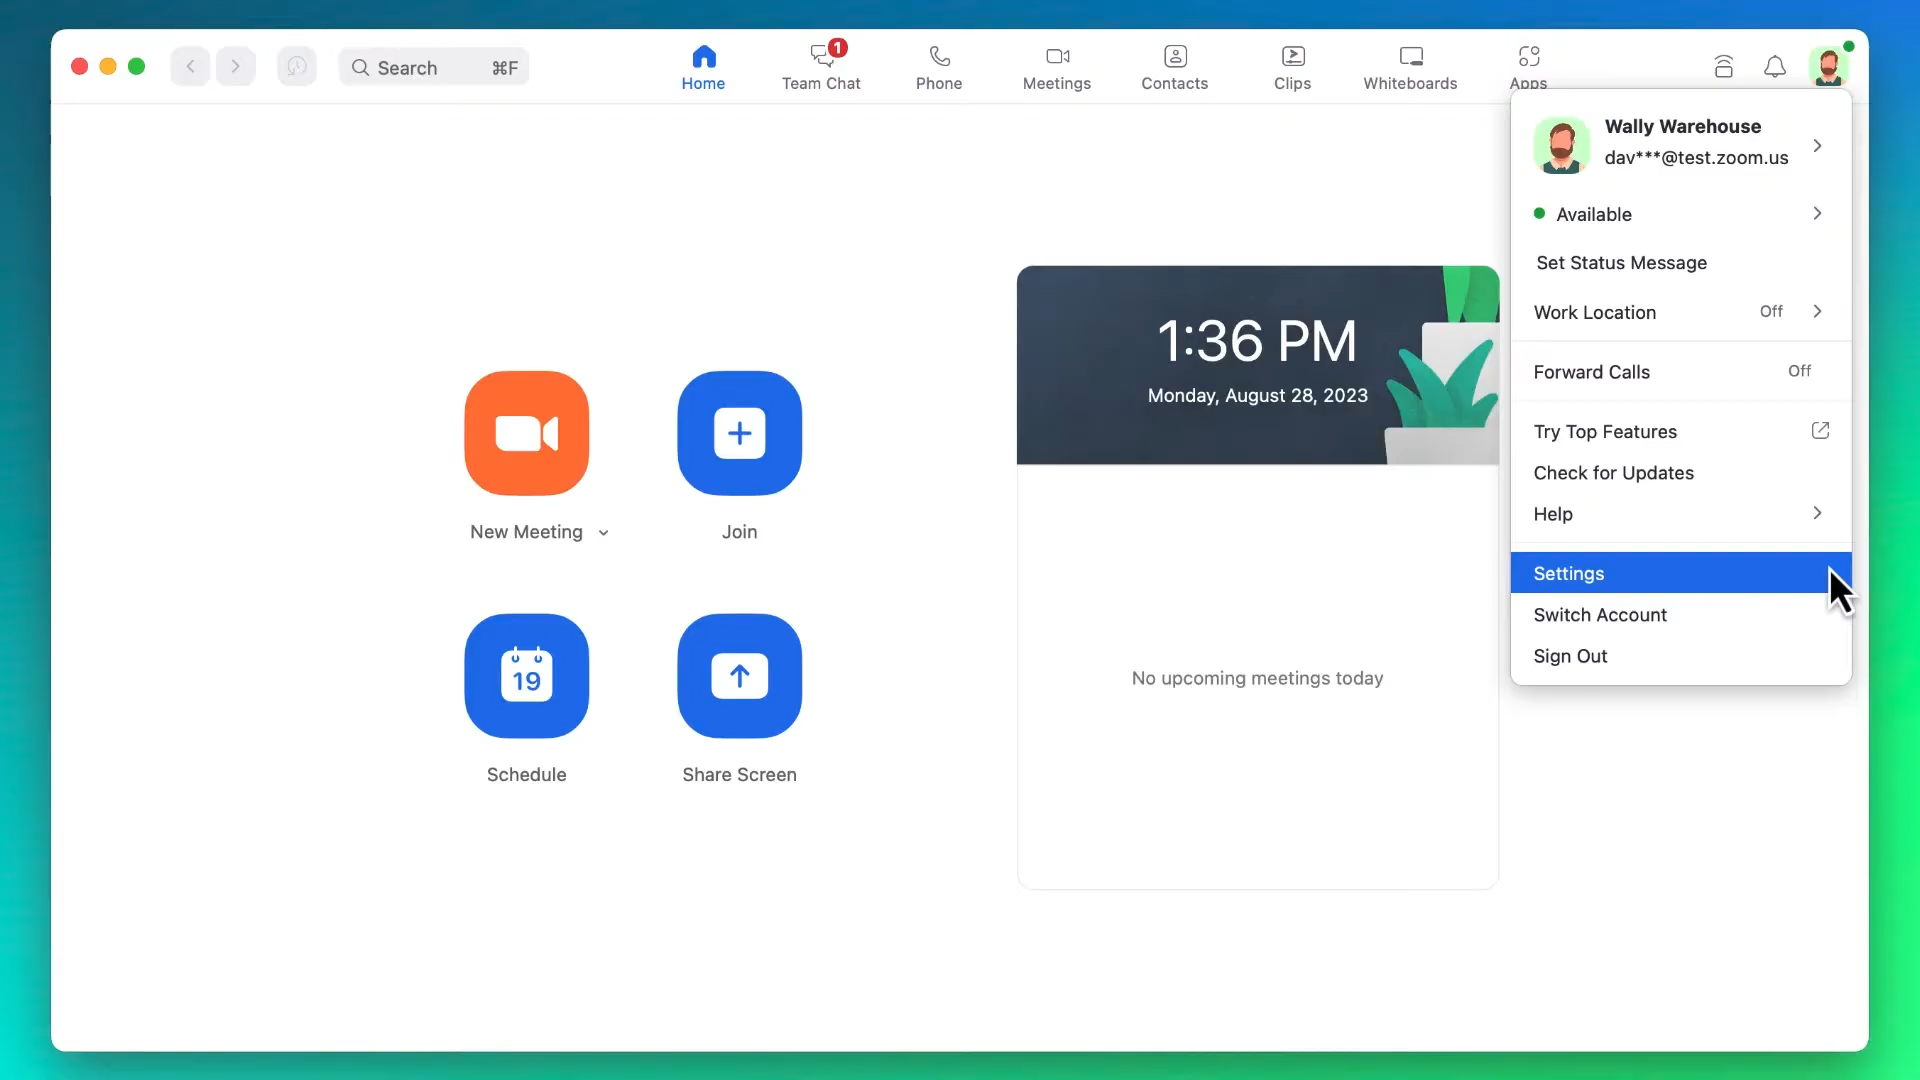 Search ⌘F
Home
Team Chat 1
Phone
Meetings
Contacts
Clips
Whiteboards
Apps
Wally Warehouse
dav***@test.zoom.us
Available
Set Status Message
Work Location Off
Forward Calls Off
Try Top Features
Check for Updates
Help
Settings
Switch Account
Sign Out
1:36 PM
Monday, August 28, 2023
No upcoming meetings today
New Meeting
Join
19
Schedule
Share Screen